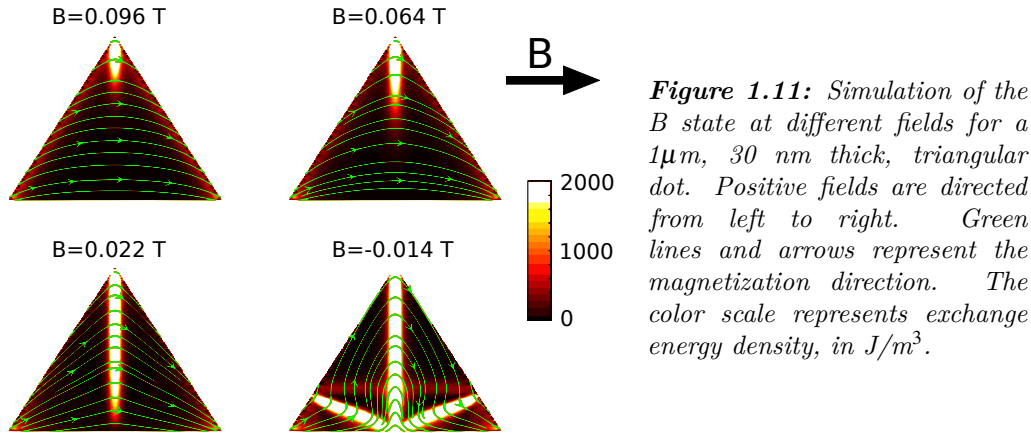 B=0.096 T
B=0.064 T
B
B=0.022 T
B=-0.014 T
2000
1000
0
Figure 1.11: Simulation of the
B state at different fields for a
1μm, 30 nm thick, triangular
dot. Positive fields are directed
from left to right. Green
lines and arrows represent the
magnetization direction. The
color scale represents exchange
energy density, in J/m³.